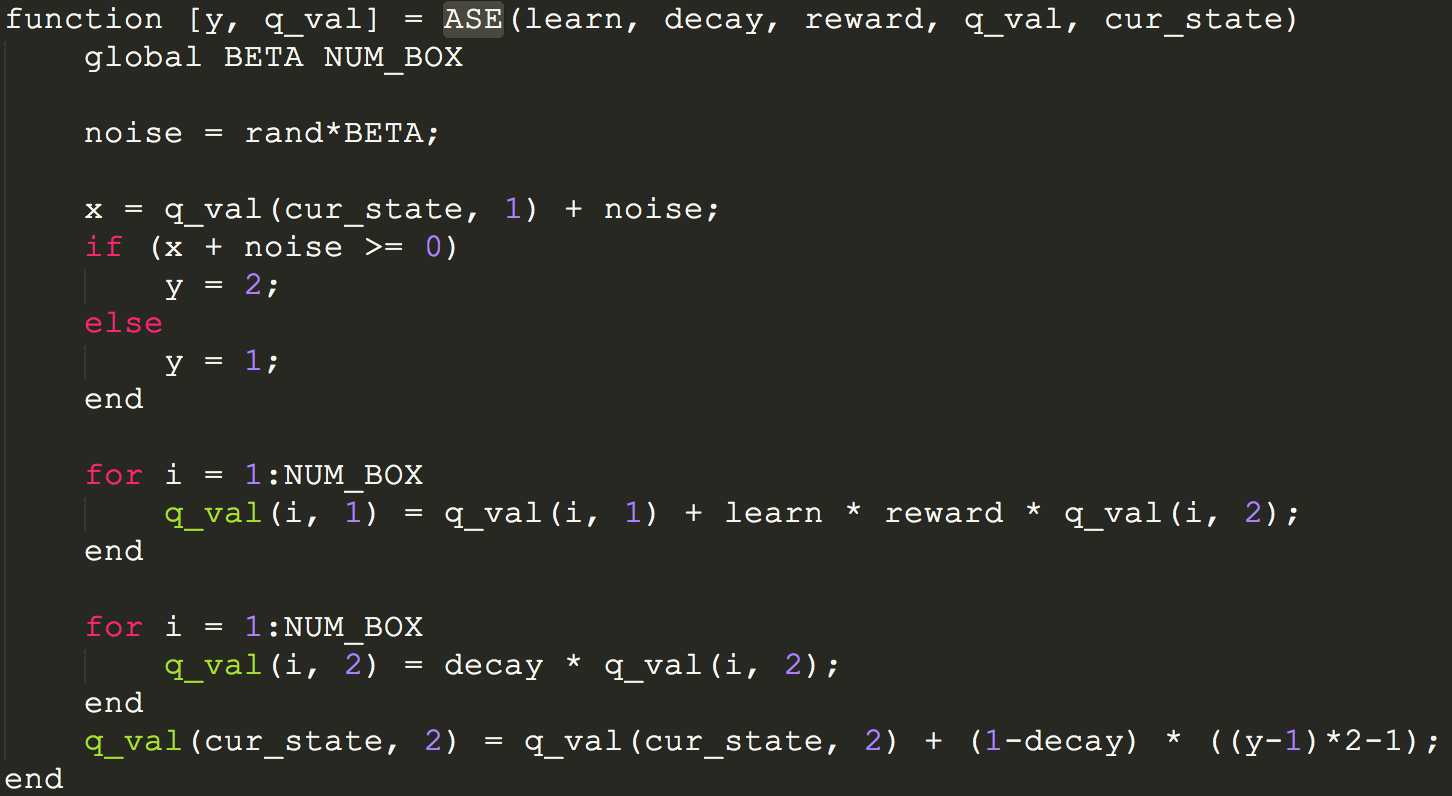 function [y, q_val] = ASE(learn, decay, reward, q_val, cur_state)
    global BETA NUM_BOX

    noise = rand*BETA;

    x = q_val(cur_state, 1) + noise;
    if (x + noise >= 0)
        y = 2;
    else
        y = 1;
    end

    for i = 1:NUM_BOX
        q_val(i, 1) = q_val(i, 1) + learn * reward * q_val(i, 2);
    end

    for i = 1:NUM_BOX
        q_val(i, 2) = decay * q_val(i, 2);
    end
    q_val(cur_state, 2) = q_val(cur_state, 2) + (1-decay) * ((y-1)*2-1);
end